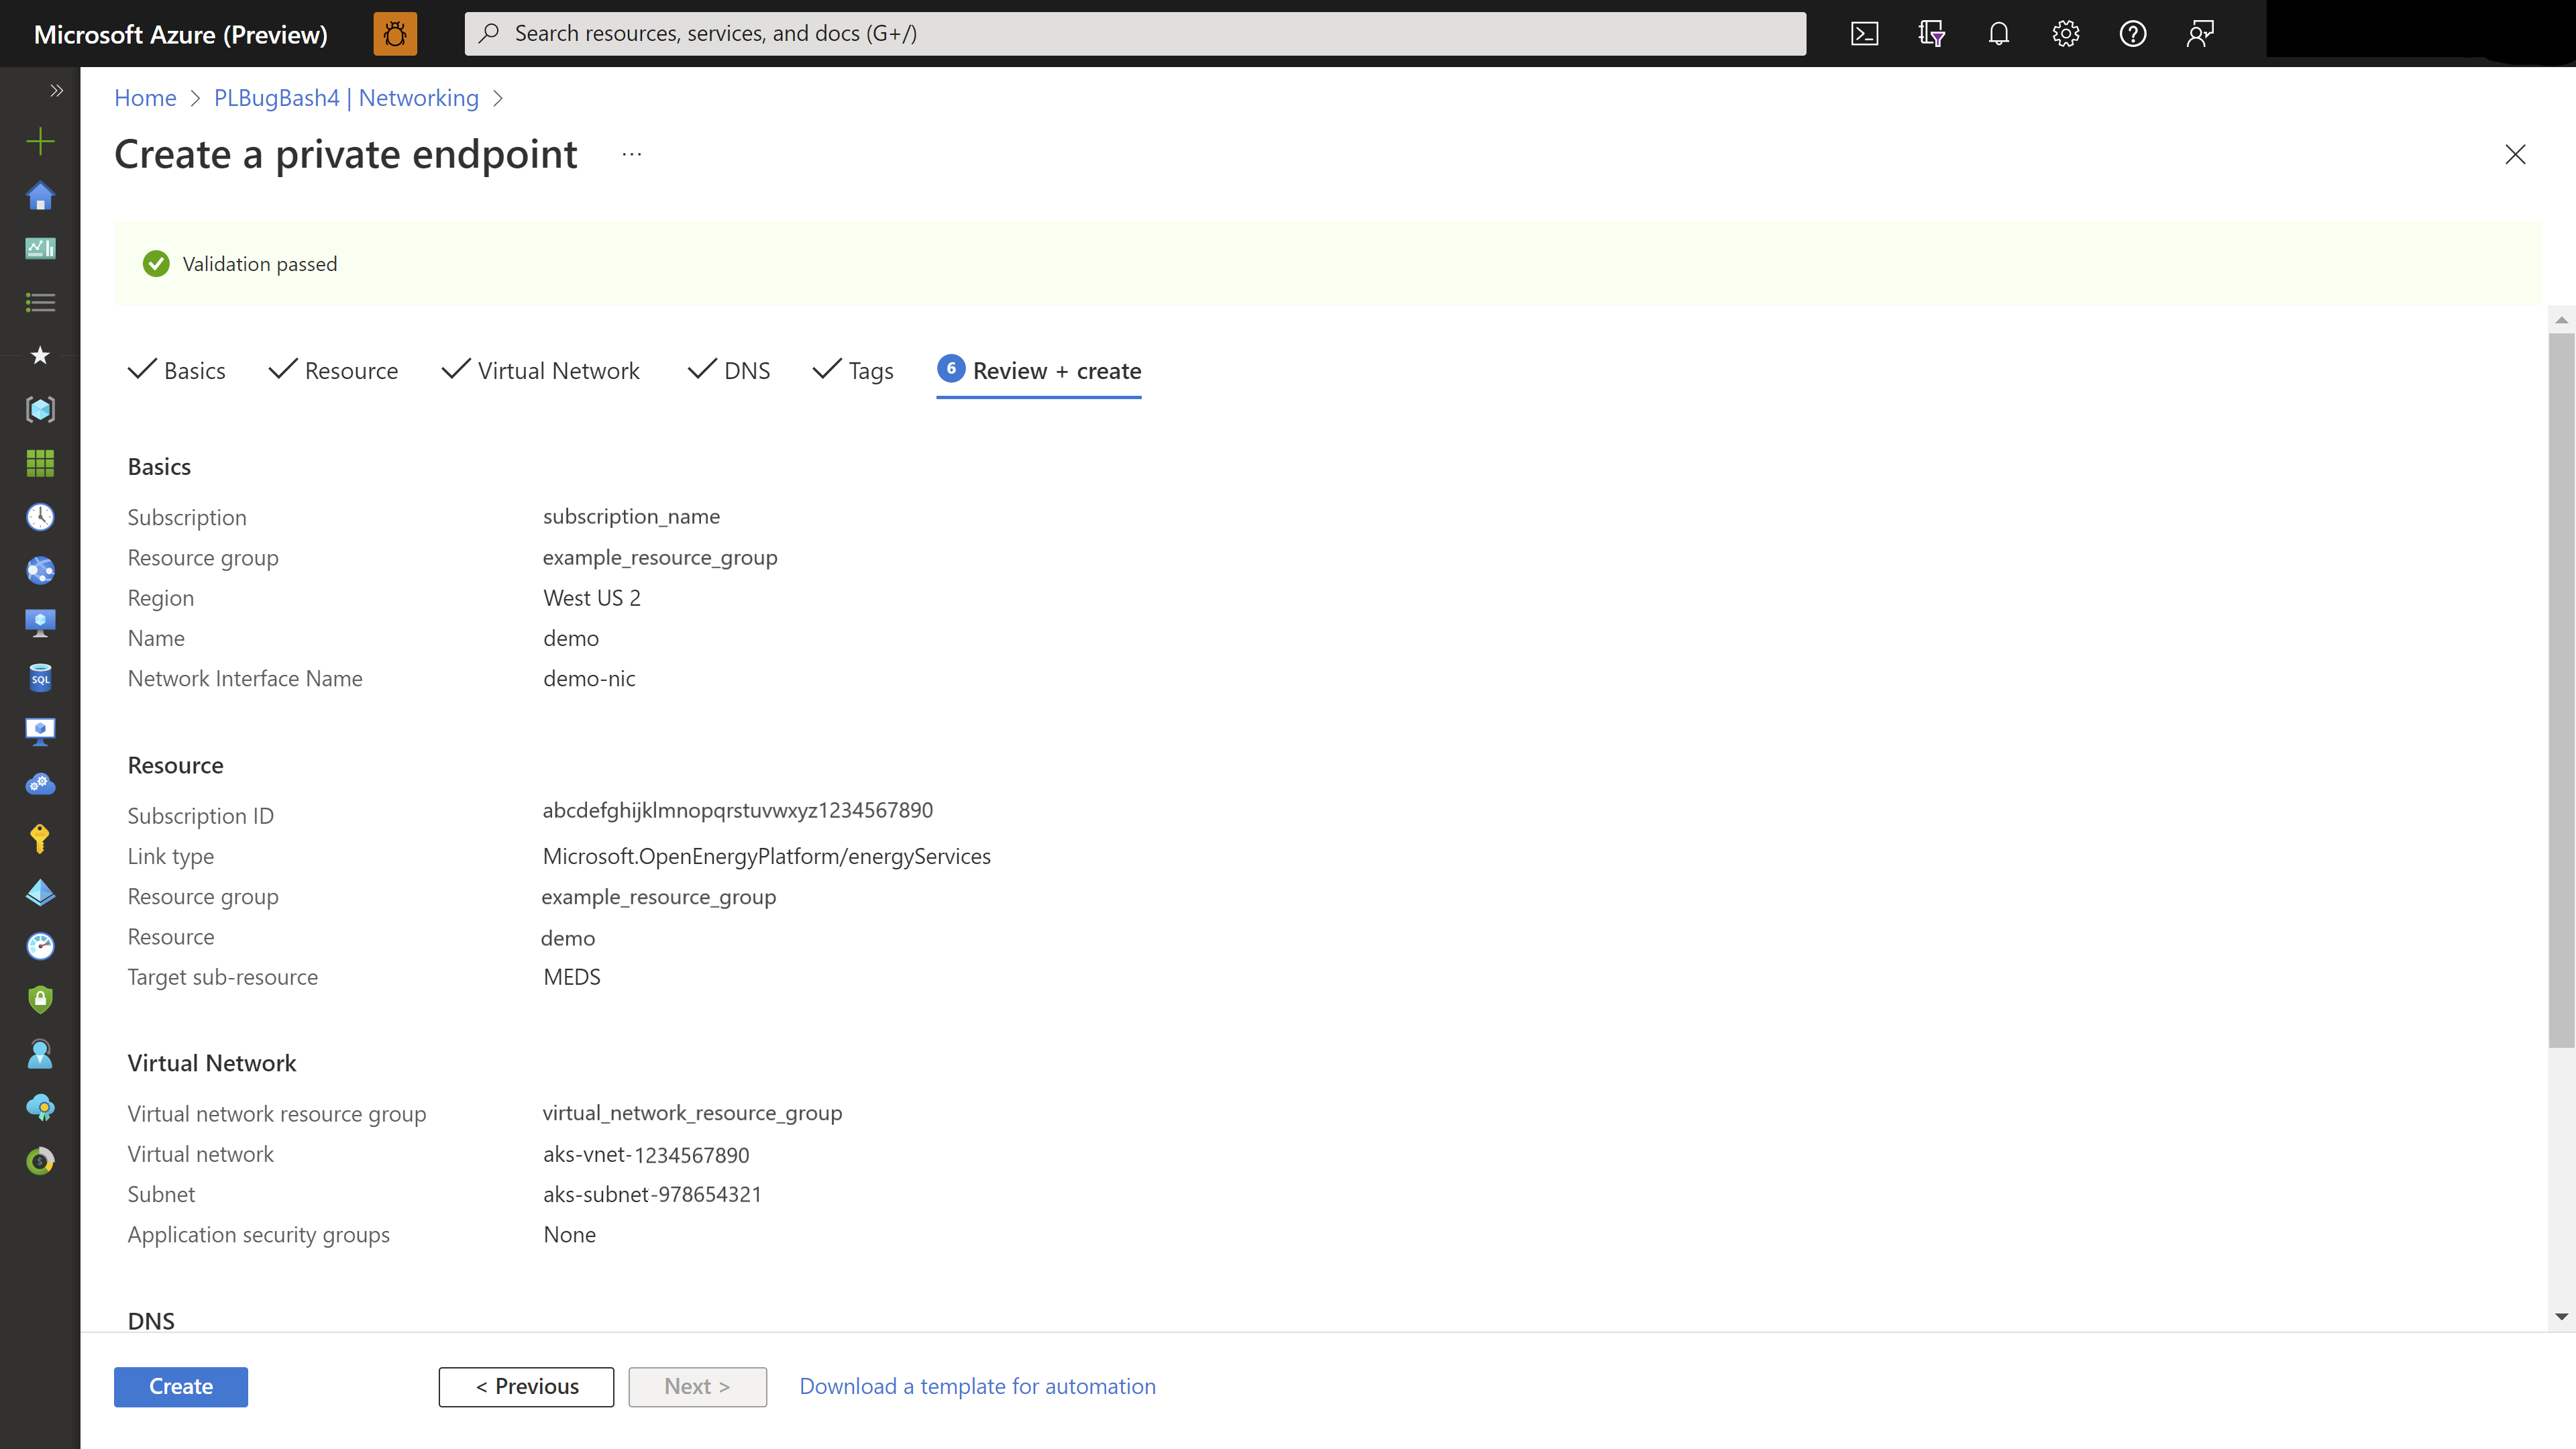 Microsoft Azure (Preview)
Search resources, services, and docs (G+/)
Home > PLBugBash4 | Networking >
Create a private endpoint ...
Validation passed
Basics Resource Virtual Network DNS Tags 6 Review + create
Basics
Subscription subscription_name
Resource group example_resource_group
Region West US 2
Name demo
Network Interface Name demo-nic
Resource
Subscription ID abcdefghijklmnopqrstuvwxyz1234567890
Link type Microsoft.OpenEnergyPlatform/energyServices
Resource group example_resource_group
Resource demo
Target sub-resource MEDS
Virtual Network
Virtual network resource group virtual_network_resource_group
Virtual network aks-vnet-1234567890
Subnet aks-subnet-978654321
Application security groups None
DNS
Create < Previous Next > Download a template for automation
SQL